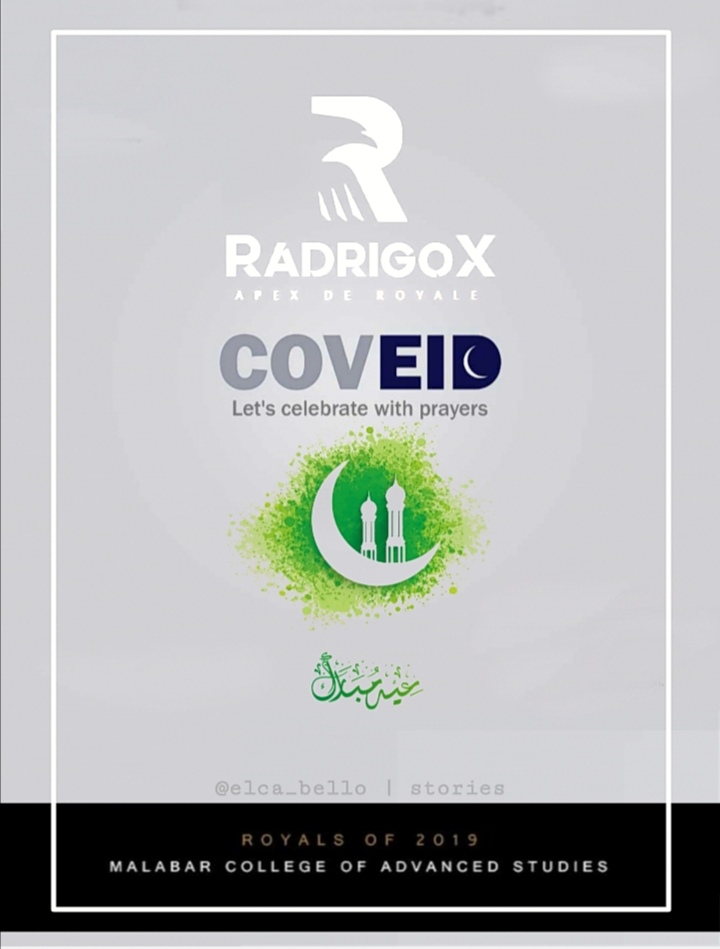 RADRIGOX
APEX DE ROYALE
COVEID
Let's celebrate with prayers
عيد مبارك
@elca_bello | stories
ROYALS OF 2019
MALABAR COLLEGE OF ADVANCED STUDIES